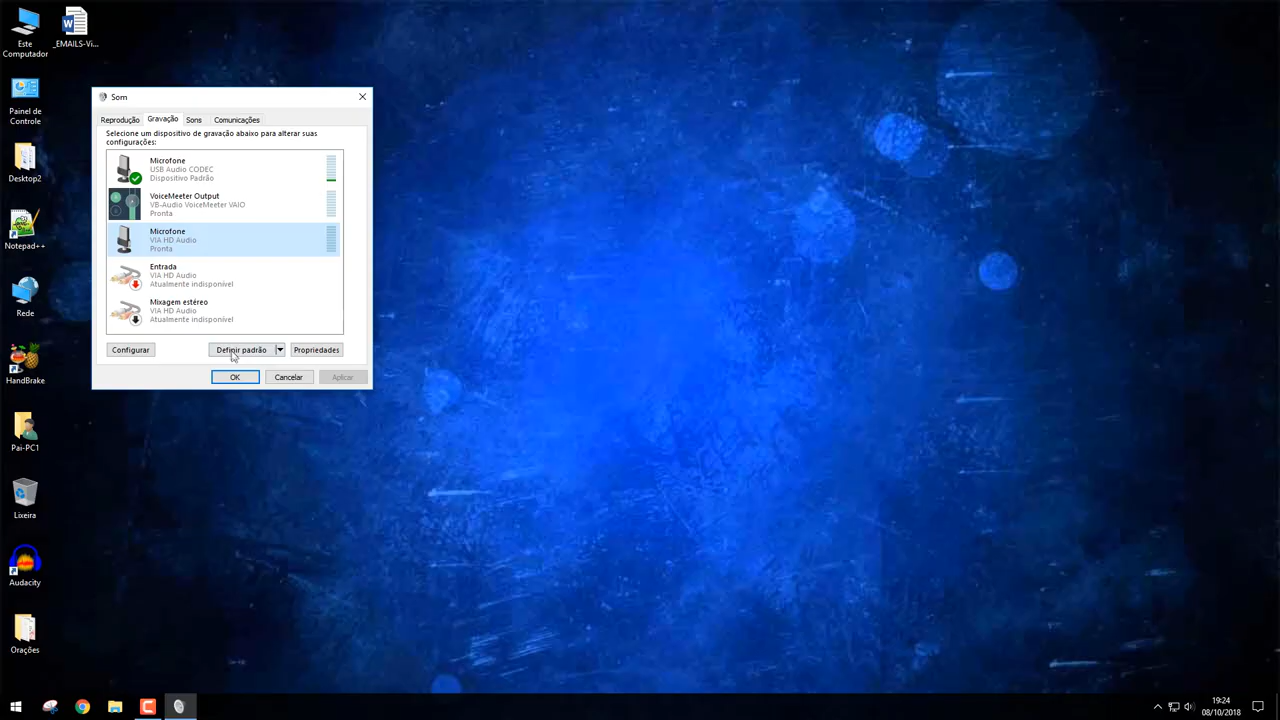 Este
Computador
_EMAILS-Vi...
Painel de
Controle
Desktop2
Notepad++
Rede
HandBrake
Pai-PC1
Lixeira
Audacity
Orações
Som
Reprodução
Gravação
Sons
Comunicações
Selecione um dispositivo de gravação abaixo para alterar suas
configurações:
Microfone
USB Audio CODEC
Dispositivo Padrão
VoiceMeeter Output
VB-Audio VoiceMeeter VAIO
Pronta
Microfone
VIA HD Audio
Pronta
Entrada
VIA HD Audio
Atualmente indisponível
Mixagem estéreo
VIA HD Audio
Atualmente indisponível
Configurar
Definir padrão
Propriedades
OK
Cancelar
Aplicar
19:24
08/10/2018